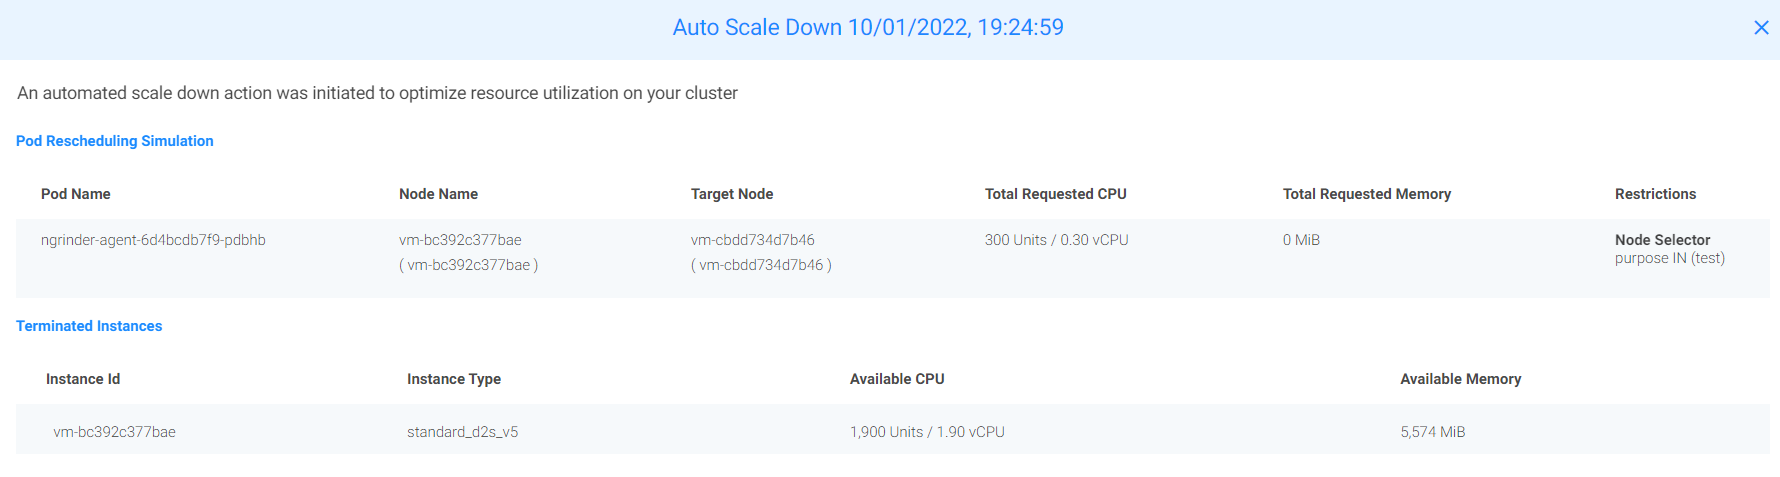 Auto Scale Down 10/01/2022, 19:24:59
An automated scale down action was initiated to optimize resource utilization on your cluster
Pod Rescheduling Simulation
Pod Name Node Name Target Node Total Requested CPU Total Requested Memory Restrictions
ngrinder-agent-6d4bcdb7f9-pdbhb vm-bc392c377bae vm-cbdd734d7b46 300 Units / 0.30 vCPU 0 MiB Node Selector
( vm-bc392c377bae ) ( vm-cbdd734d7b46 ) purpose IN (test)
Terminated Instances
Instance Id Instance Type Available CPU Available Memory
vm-bc392c377bae standard_d2s_v5 1,900 Units / 1.90 vCPU 5,574 MiB